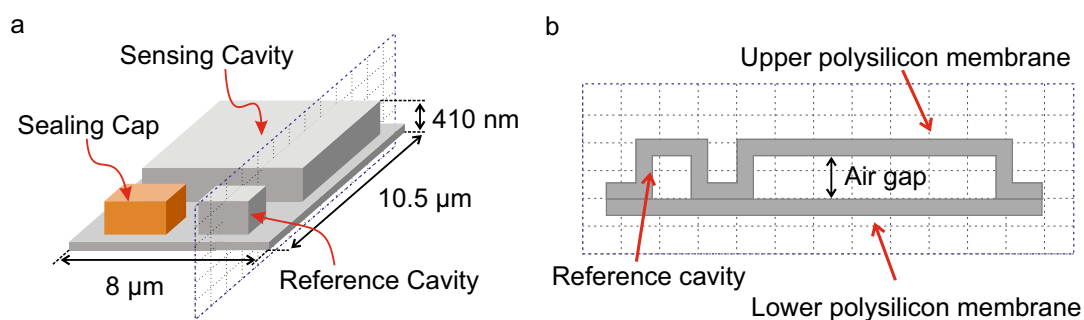 a
Sensing Cavity
Sealing Cap
410 nm
10.5 µm
8 µm
Reference Cavity
b
Upper polysilicon membrane
Air gap
Reference cavity
Lower polysilicon membrane